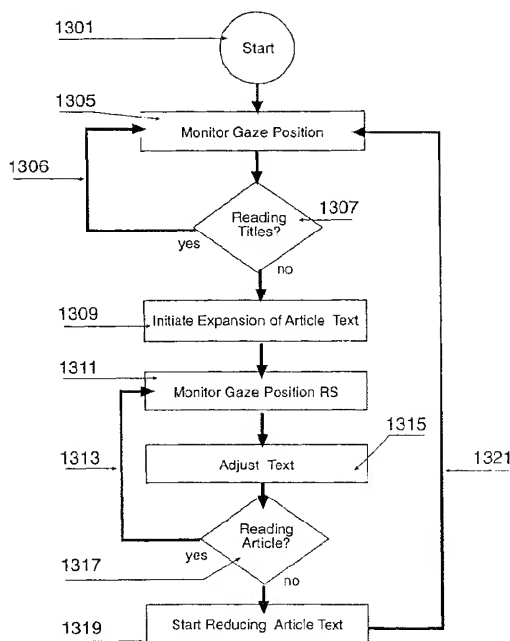 1301
Start
1305
Monitor Gaze Position
1306
Reading
Titles?
1307
yes
no
1309
Initiate Expansion of Article Text
1311
Monitor Gaze Position RS
1315
1313
Adjust Text
1321
Reading
Article?
yes
1317
no
Start Reducing Article Text
1319